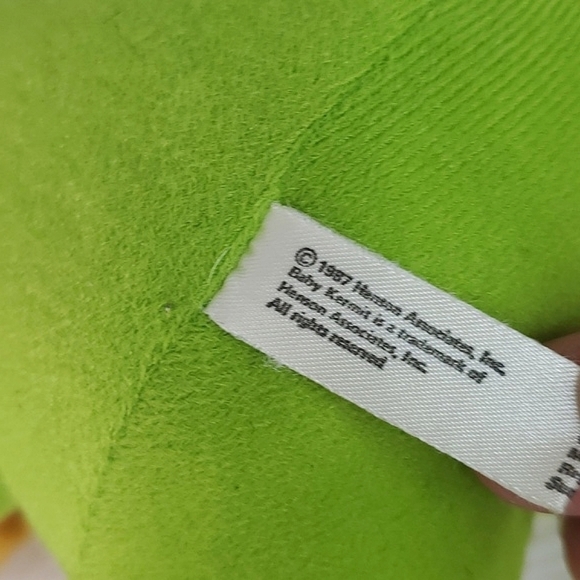 © 1987 Henson Associates, Inc.
Baby Kermit is a trademark of
Henson Associates, Inc.
All rights reserved